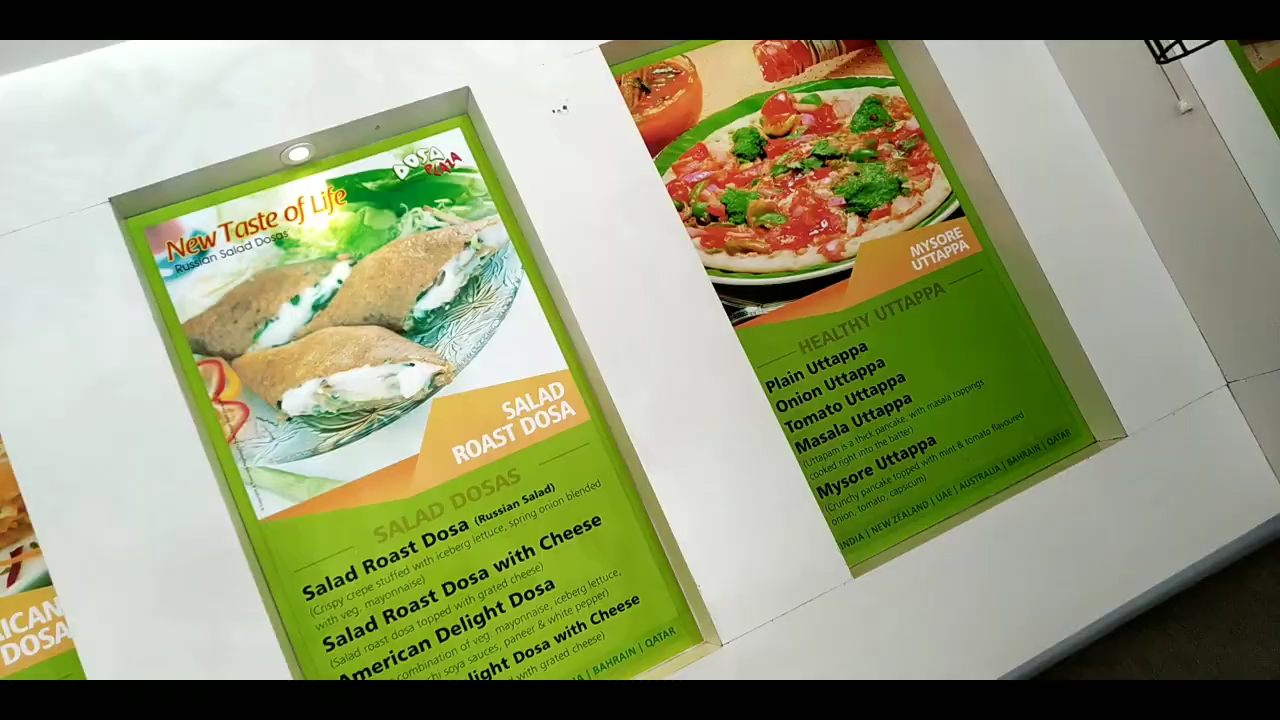 ICAN
DOSA
DOSA
PLAZA
New Taste of Life
Russian Salad Dosas
SALAD
ROAST DOSA
SALAD DOSAS
Salad Roast Dosa (Russian Salad)
(Crispy crepe stuffed with iceberg lettuce, spring onion blended
with veg. mayonnaise)
Salad Roast Dosa with Cheese
(Salad roast dosa topped with grated cheese)
American Delight Dosa
combination of veg. mayonnaise, iceberg lettuce,
soya sauces, paneer & white pepper)
light Dosa with Cheese
with grated cheese)
| BAHRAIN | QATAR
MYSORE
UTTAPPA
HEALTHY UTTAPPA
Plain Uttappa
Onion Uttappa
Tomato Uttappa
Masala Uttappa
(Uttapam is a thick pancake, with masala toppings
cooked right into the batter)
Mysore Uttappa
(Crunchy pancake topped with mint & tomato flavoured
onion, tomato, capsicum)
INDIA | NEW ZEALAND | UAE | AUSTRALIA | BAHRAIN | QATAR